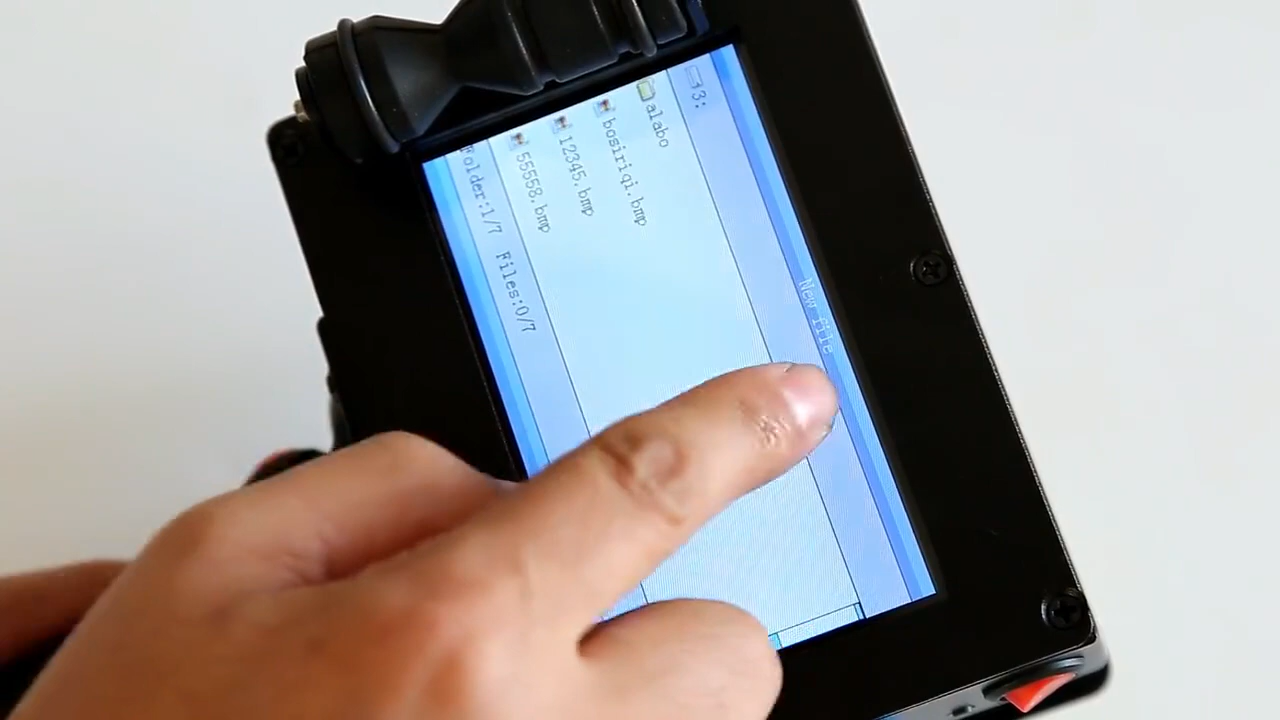 New file
3:
alabo
bosiriqi.bmp
12345.bmp
55558.bmp
Folder:1/7 Files:0/7